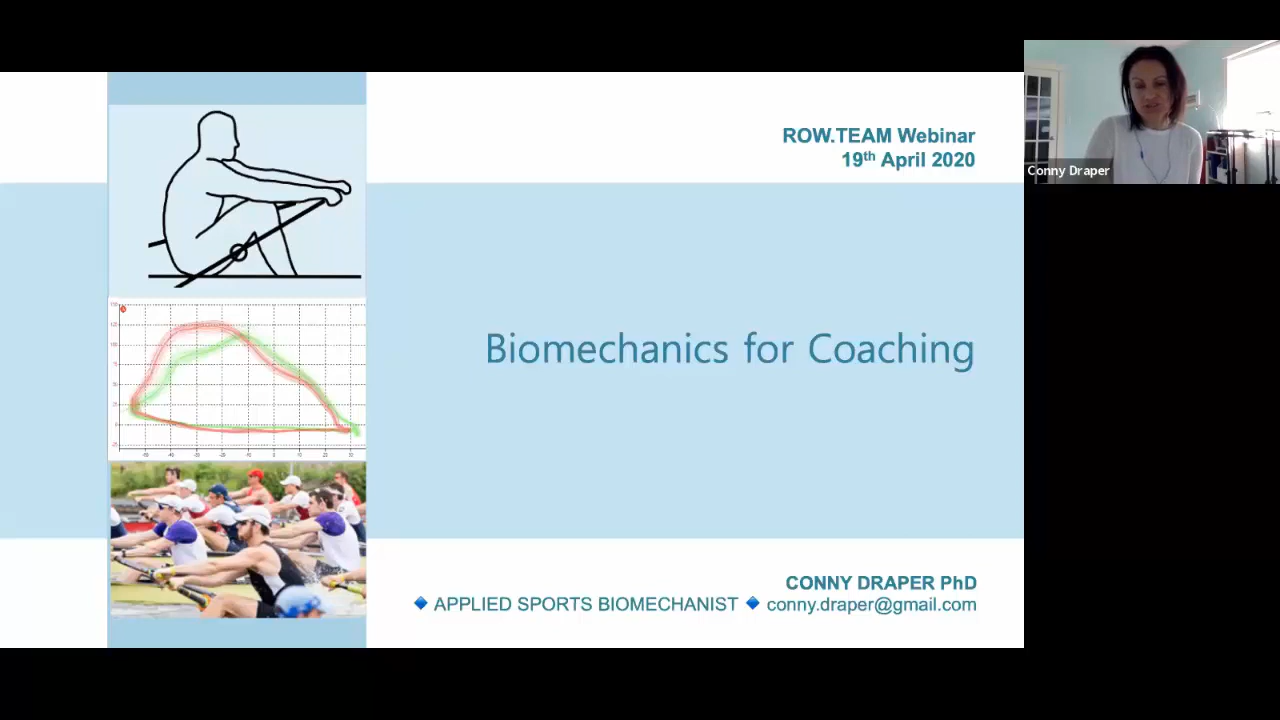 ROW.TEAM Webinar
19th April 2020
Conny Draper
Biomechanics for Coaching
CONNY DRAPER PhD
APPLIED SPORTS BIOMECHANIST conny.draper@gmail.com